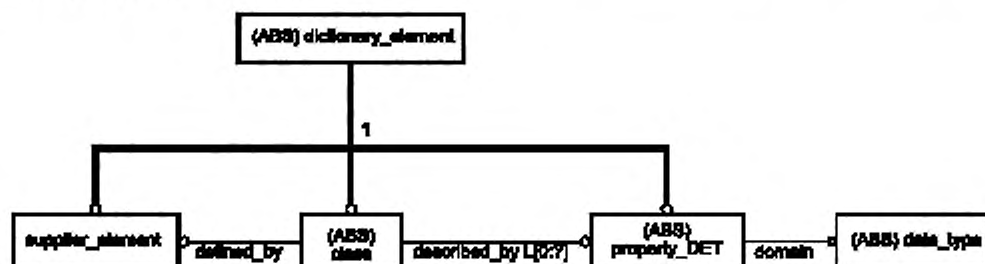 (ABS) dictionary_element
1
supplier_element
defined_by
(ABS)
class
described_by L[0:?]
(ABS)
property_DET
domain
(ABS) data_type